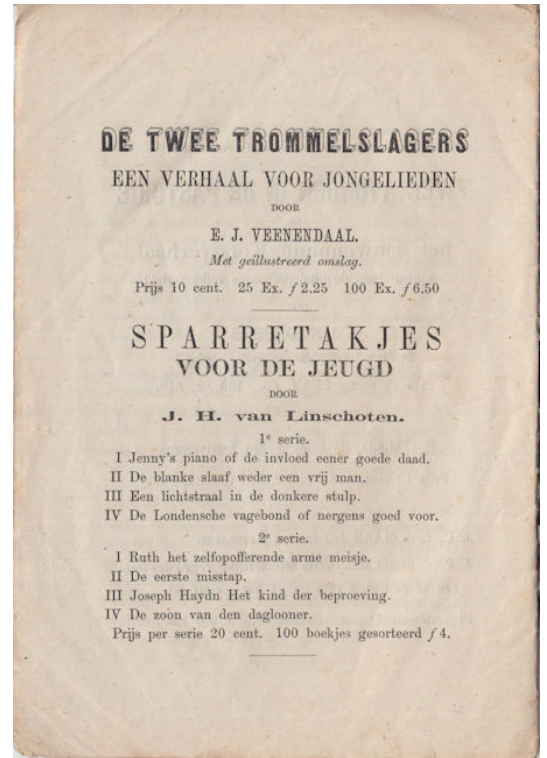 DE TWEE TROMMELSLAGERS
EEN VERHAAL VOOR JONGELIEDEN
DOOR
E. J. VEENENDAAL.
Met geïllustreerd omslag.
Prijs 10 cent. 25 Ex. ƒ 2.25 100 Ex. ƒ 6.50
SPARRETAKJES
VOOR DE JEUGD
DOOR
J. H. van Linschoten.
1e serie.
I Jenny's piano of de invloed eener goede daad.
II De blanke slaaf weder een vrij man.
III Een lichtstraal in de donkere stulp.
IV De Londensche vagebond of nergens goed voor.
2e serie.
I Ruth het zelfopofferende arme meisje.
II De eerste misstap.
III Joseph Haydn Het kind der beproeving.
IV De zoon van den daglooner.
Prijs per serie 20 cent. 100 boekjes gesorteerd ƒ 4.